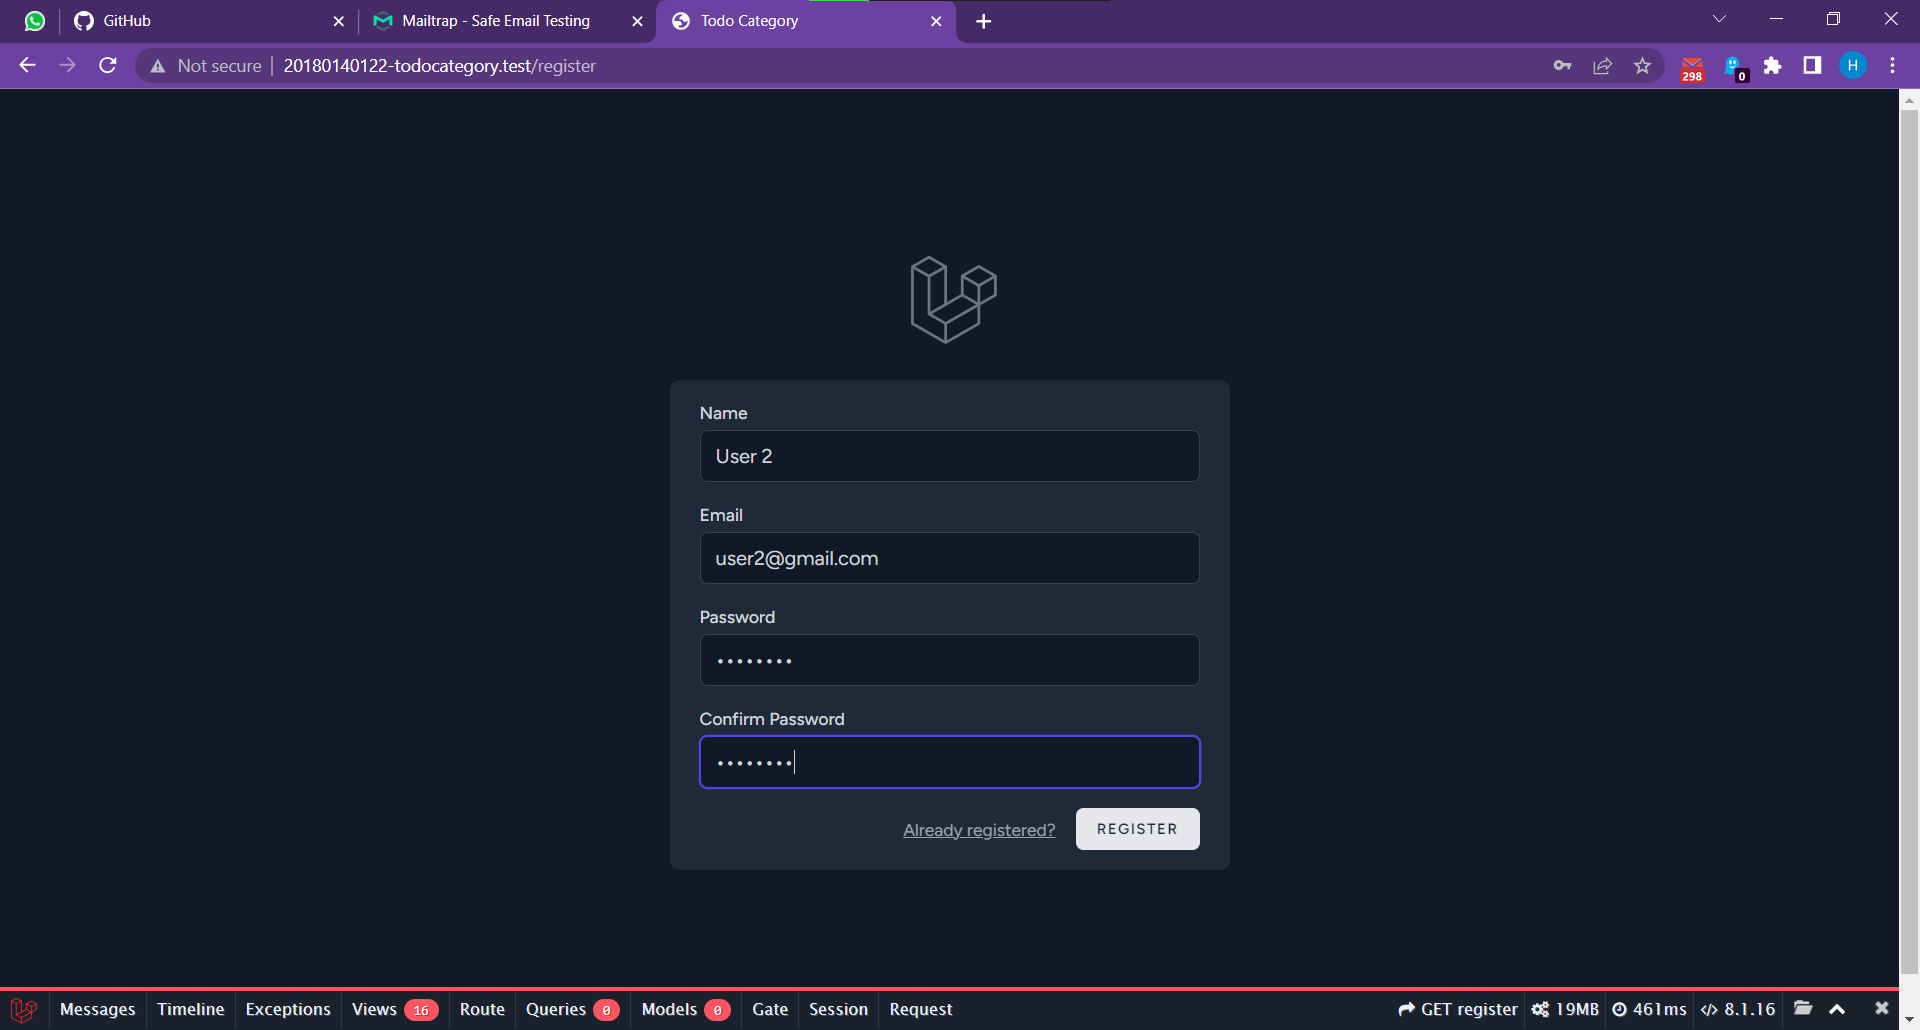 GitHub
Mailtrap - Safe Email Testing
Todo Category
Not secure
20180140122-todocategory.test/register
298
0
H
Name
User 2
Email
user2@gmail.com
Password
••••••••
Confirm Password
••••••••
Already registered?
REGISTER
Messages Timeline Exceptions Views 16 Route Queries 0 Models 0 Gate Session Request GET register 19MB 461ms 8.1.16